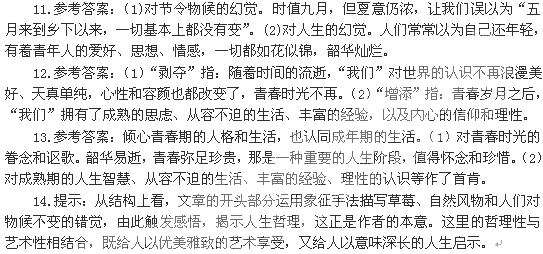 11.参考答案：(1)对节令物候的幻觉。时值九月，但夏意仍浓，让我们误以为“五
月来到乡下以来，一切基本上都没有变”。(2)对人生的幻觉。人们常常以为自己还年轻，
有着青年人的爱好、思想、情感，一切都如花似锦，韶华灿烂。
12.参考答案：(1)“剥夺”指：随着时间的流逝，“我们”对世界的认识不再浪漫美
好、天真单纯，心性和容颜也都改变了，青春时光不再。(2)“增添”指：青春岁月之后，
“我们”拥有了成熟的思虑、从容不迫的生活、丰富的经验，以及内心的信仰和理性。
13.参考答案：倾心青春期的人格和生活，也认同成年期的生活。(1)对青春时光的
眷念和讴歌。韶华易逝，青春弥足珍贵，那是一种重要的人生阶段，值得怀念和珍惜。(2)
对成熟期的人生智慧、从容不迫的生活、丰富的经验、理性的认识等作了首肯。
14.提示：从结构上看，文章的开头部分运用象征手法描写草莓、自然风物和人们对
物候不变的错觉，由此触发感悟，揭示人生哲理，这正是作者的本意。这里的哲理性与
艺术性相结合，既给人以优美雅致的艺术享受，又给人以意味深长的人生启示。